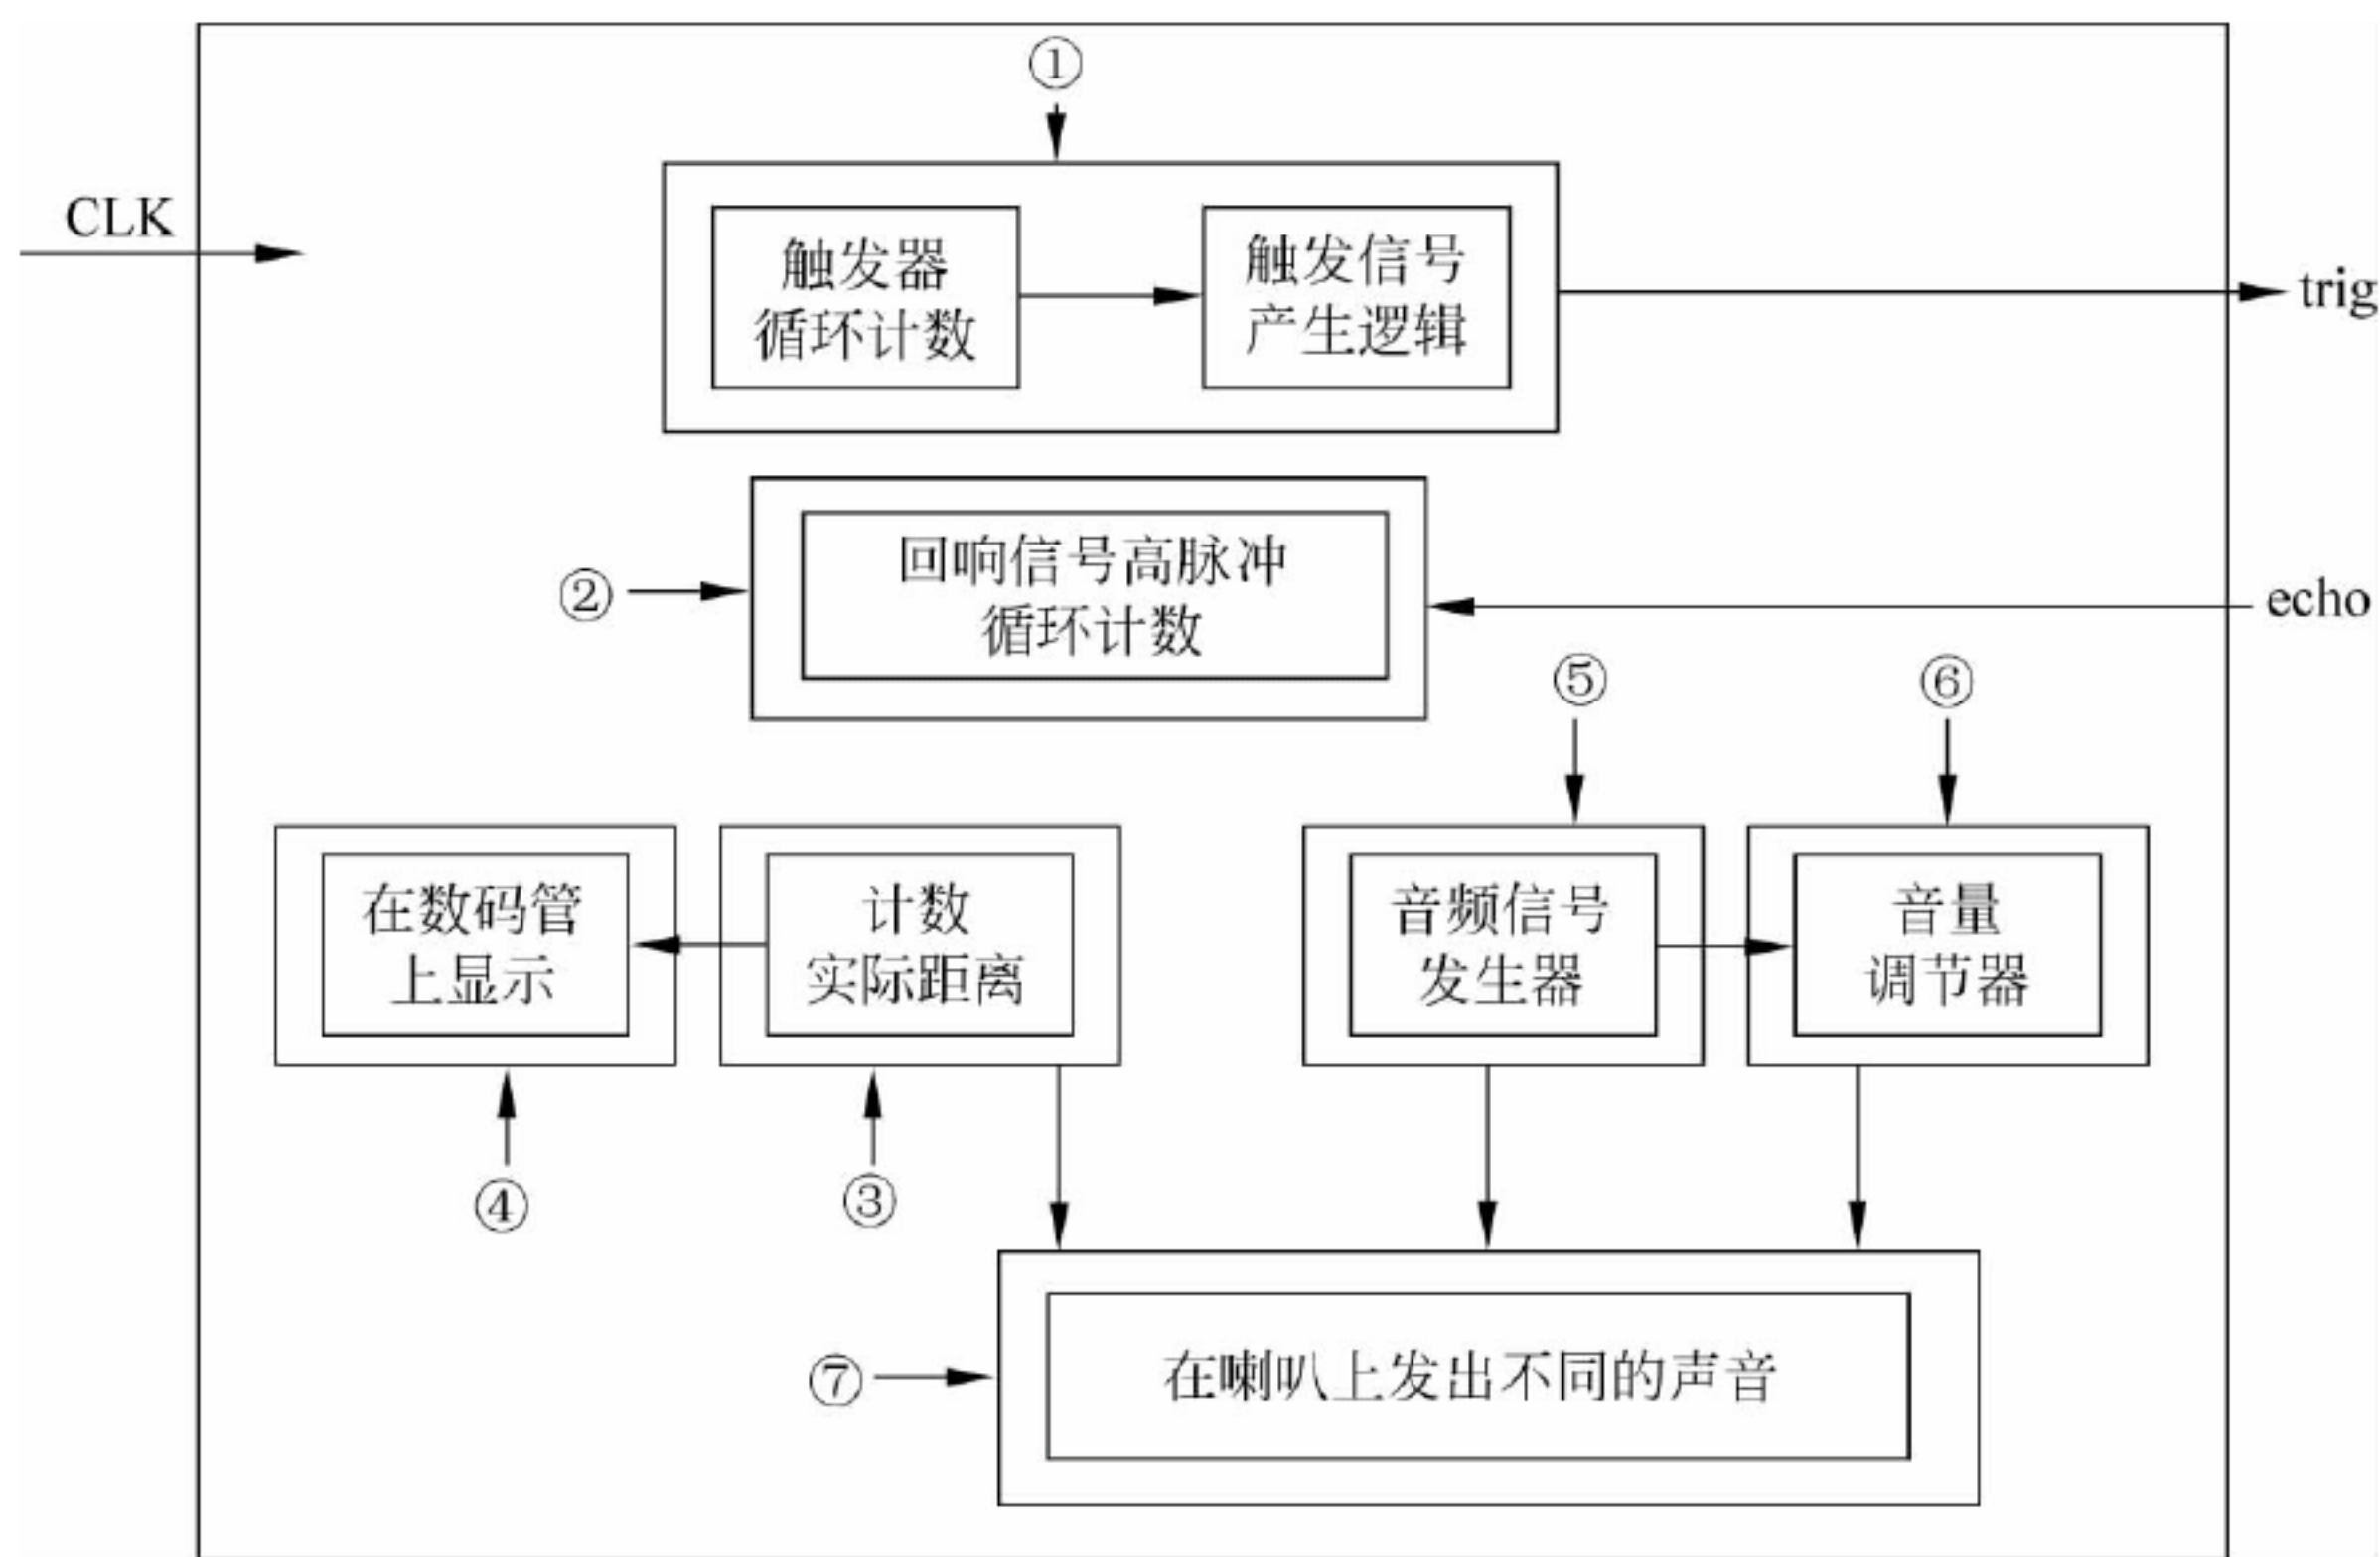 ①
CLK
触发器
循环计数
触发信号
产生逻辑
trig
②
回响信号高脉冲
循环计数
echo
⑤
⑥
在数码管
上显示
计数
实际距离
音频信号
发生器
音量
调节器
④
③
⑦
在喇叭上发出不同的声音